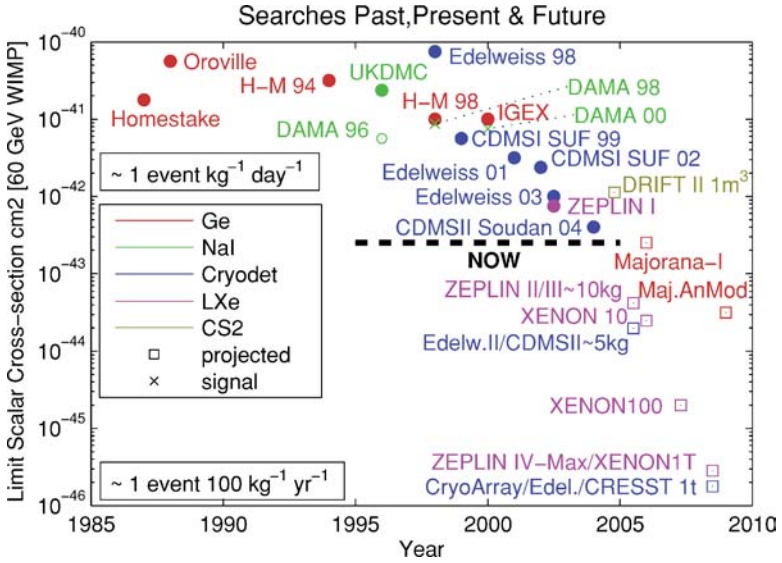 Searches Past,Present & Future
Limit Scalar Cross-section cm2 [60 GeV WIMP]
10⁻⁴⁰
10⁻⁴¹
10⁻⁴²
10⁻⁴³
10⁻⁴⁴
10⁻⁴⁵
10⁻⁴⁶
Oroville
Edelweiss 98
H-M 94
UKDMC
DAMA 98
Homestake
H-M 98
IGEX
DAMA 00
DAMA 96
CDMSI SUF 99
~ 1 event kg⁻¹ day⁻¹
Edelweiss 01
CDMSI SUF 02
Edelweiss 03
DRIFT II 1m³
ZEPLIN I
CDMSII Soudan 04
NOW
Majorana-I
Ge
NaI
Cryodet
LXe
CS2
projected
signal
ZEPLIN II/III~10kg
Maj.AnMod
XENON 10
Edelw.II/CDMSII~5kg
XENON100
ZEPLIN IV-Max/XENON1T
~ 1 event 100 kg⁻¹ yr⁻¹
CryoArray/Edel./CRESST 1t
1985 1990 1995 2000 2005 2010
Year